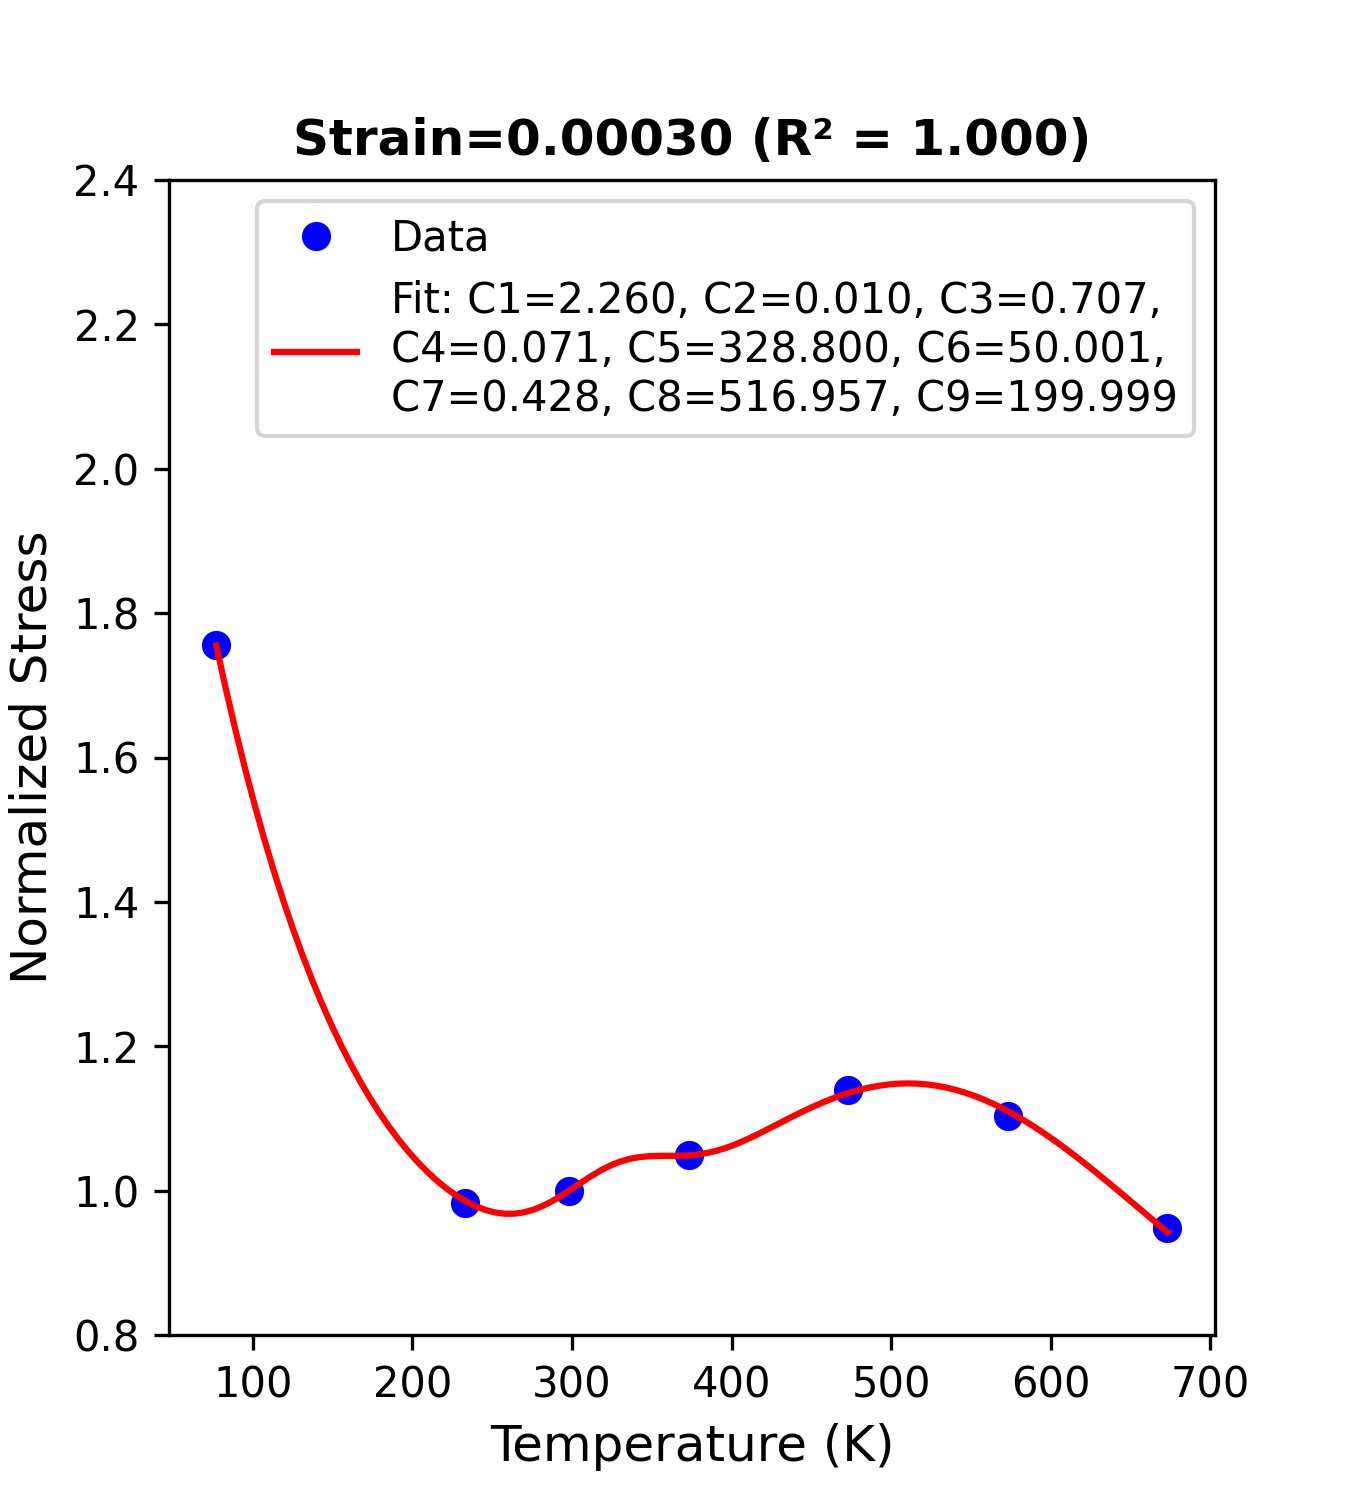 Strain=0.00030 (R² = 1.000)
2.4
2.2
2.0
1.8
1.6
1.4
1.2
1.0
0.8
Normalized Stress
Data
Fit: C1=2.260, C2=0.010, C3=0.707,
C4=0.071, C5=328.800, C6=50.001,
C7=0.428, C8=516.957, C9=199.999
100 200 300 400 500 600 700
Temperature (K)